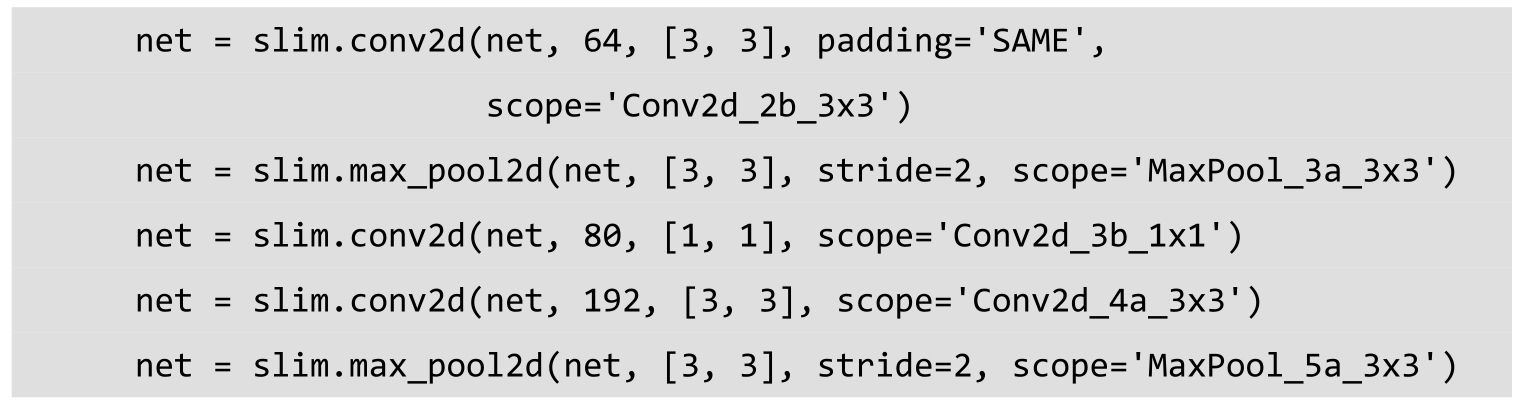 net = slim.conv2d(net, 64, [3, 3], padding='SAME',
scope='Conv2d_2b_3x3')
net = slim.max_pool2d(net, [3, 3], stride=2, scope='MaxPool_3a_3x3')
net = slim.conv2d(net, 80, [1, 1], scope='Conv2d_3b_1x1')
net = slim.conv2d(net, 192, [3, 3], scope='Conv2d_4a_3x3')
net = slim.max_pool2d(net, [3, 3], stride=2, scope='MaxPool_5a_3x3')